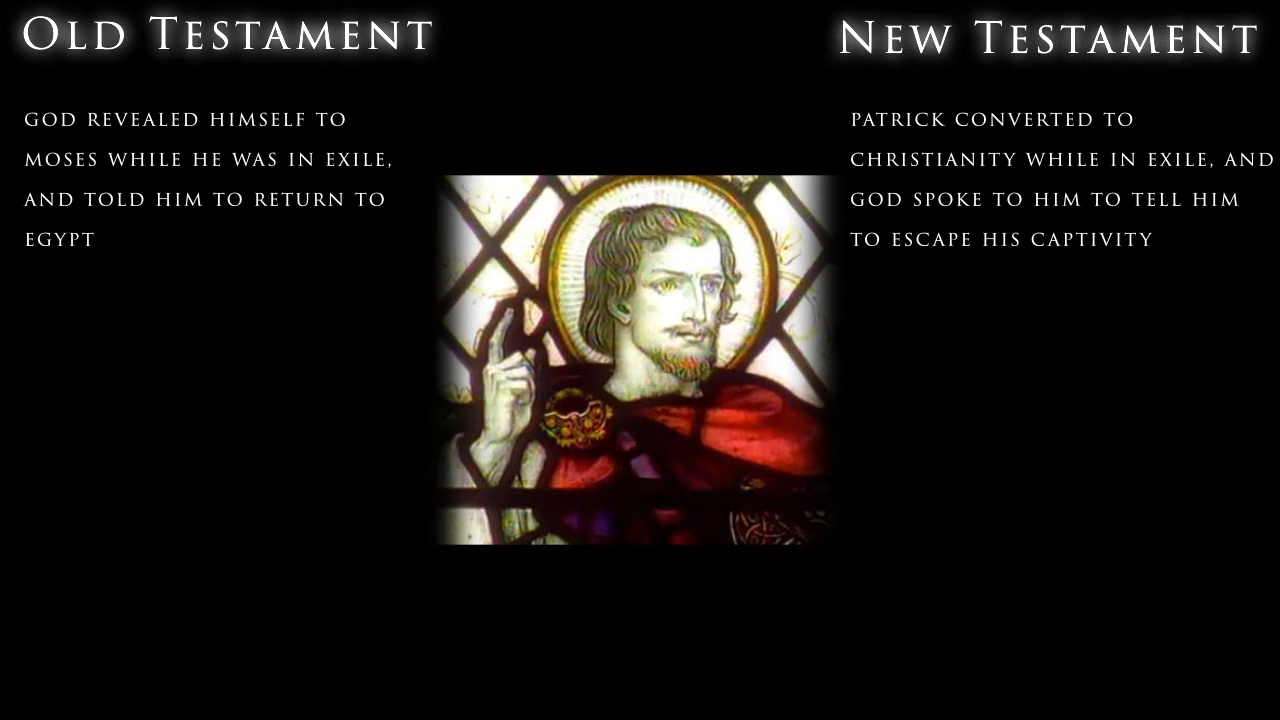 Old Testament
God revealed himself to
Moses while he was in exile,
and told him to return to
Egypt
New Testament
Patrick converted to
Christianity while in exile, and
God spoke to him to tell him
to escape his captivity